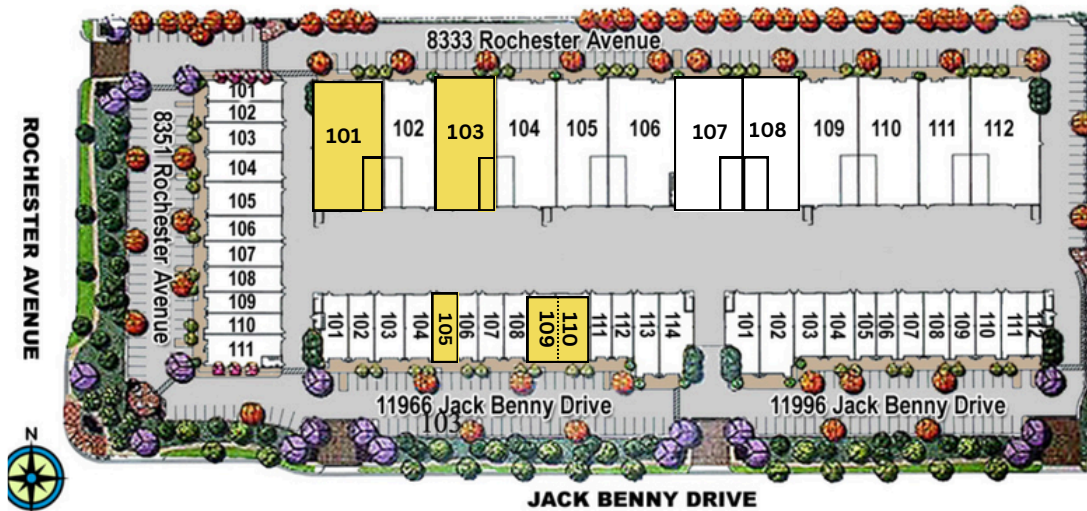 8333 Rochester Avenue
101 102 103 104 105 106 107 108 109 110 111 112
ROCHESTER AVENUE
8351 Rochester Avenue
101
102
103
104
105
106
107
108
109
110
111
101 102 103 104 105 106 107 108 109 110 111 112 113 114
101 102 103 104 105 106 107 108 109 110 111 112
11966 Jack Benny Drive
103
11996 Jack Benny Drive
N
JACK BENNY DRIVE